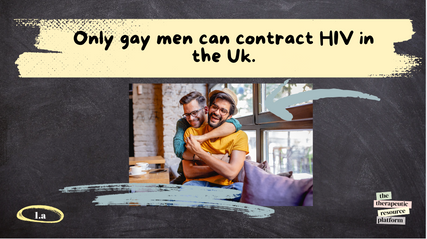 Only gay men can contract HIV in
the Uk.
1.a
the
therapeutic
resource
platform